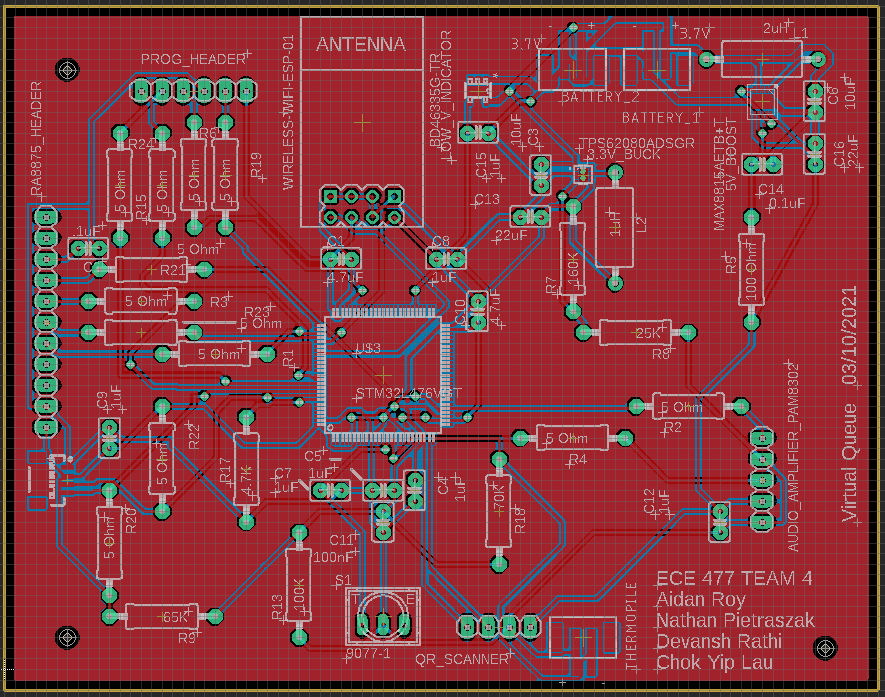 PROG_HEADER
RA8875_HEADER
WIRELESS-WIFI-ESP-01
ANTENNA
BD46335G-TR
LOW_V_INDICATOR
3.7V
3.7V
BATTERY_2
BATTERY_1
2uH
L1
C6
10uF
C16
22uF
MAX8815AETB+T
5V_BOOST
C14
0.1uF
TPS62080ADSGR
3.3V_BUCK
10uF
C3
C15
1uF
C13
22uF
1uH
L2
R7
160K
25K
R8
R5
100 Ohm
R24
5 Ohm
R15
5 Ohm
R6
5 Ohm
5 Ohm
R19
.1uF
5 Ohm
R21
5 Ohm
R3
R23
5 Ohm
5 Ohm
R1
C1
4.7uF
C8
.1uF
C10
4.7uF
U$3
STM32L476VGT
C9
.1uF
5 Ohm
R22
R17
4.7K
C7
.1uF
C5
1uF
C4
.1uF
C11
100nF
70K
R18
5 Ohm
R4
5 Ohm
R2
C12
1uF
AUDIO_AMPLIFIER_PAM8302
Virtual Queue 03/10/2021
5 Ohm
R20
65K
R9
R13
100K
S1
T
E
9077-1
QR_SCANNER
THERMOPILE
ECE 477 TEAM 4
Aidan Roy
Nathan Pietraszak
Devansh Rathi
Chok Yip Lau